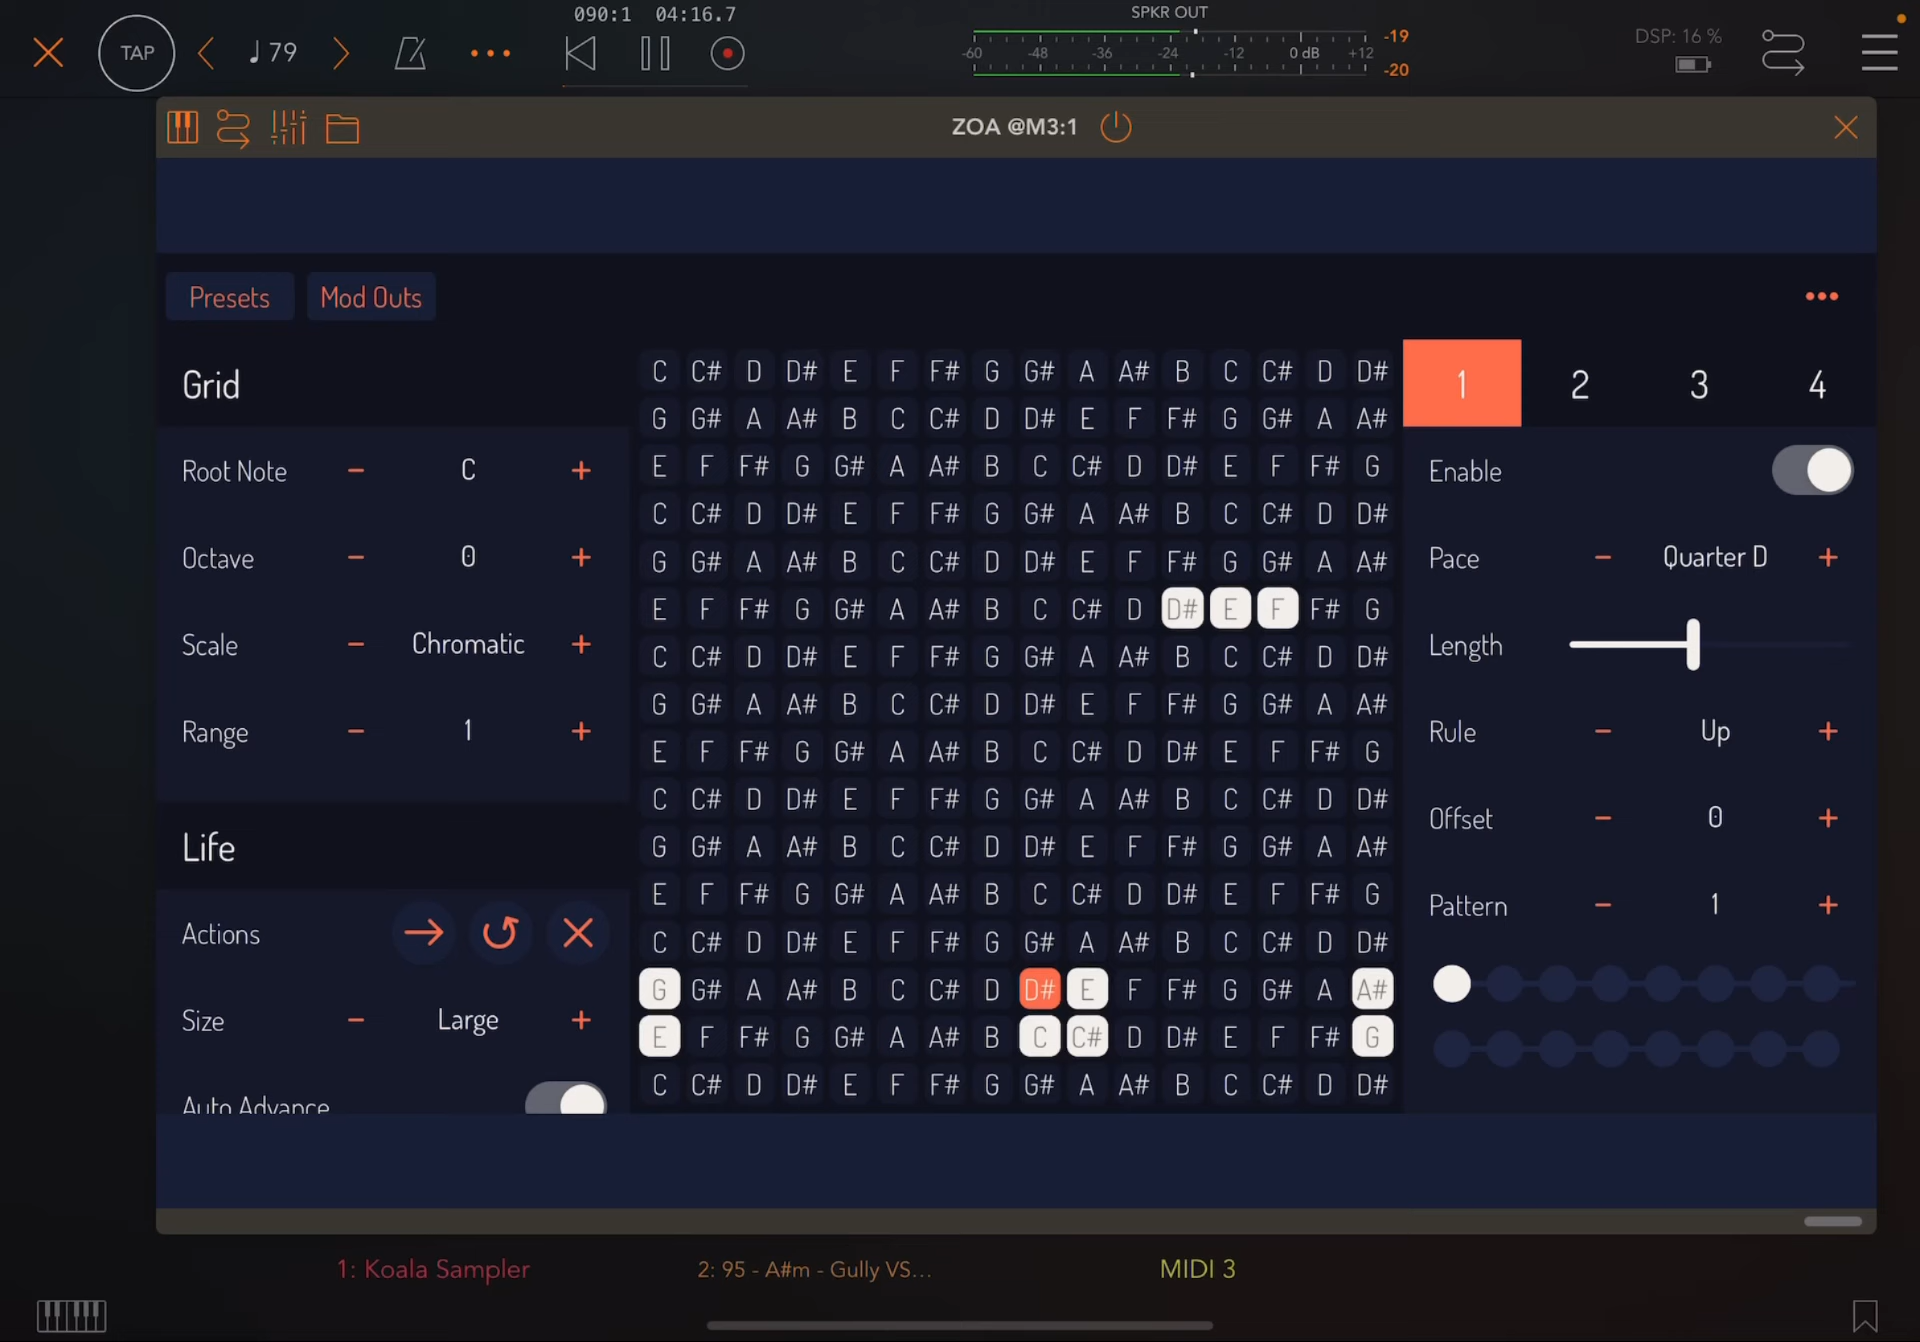 090:1 04:16.7 SPKR OUT
TAP ♩79 -60 -48 -36 -24 -12 0 dB +12 -19 -20 DSP: 16 %
ZOA @M3:1
Presets Mod Outs
Grid
Root Note − C +
Octave − 0 +
Scale − Chromatic +
Range − 1 +
Life
Actions
Size − Large +
Auto Advance
C C# D D# E F F# G G# A A# B C C# D D#
G G# A A# B C C# D D# E F F# G G# A A#
E F F# G G# A A# B C C# D D# E F F# G
C C# D D# E F F# G G# A A# B C C# D D#
G G# A A# B C C# D D# E F F# G G# A A#
E F F# G G# A A# B C C# D D# E F F# G
C C# D D# E F F# G G# A A# B C C# D D#
G G# A A# B C C# D D# E F F# G G# A A#
E F F# G G# A A# B C C# D D# E F F# G
C C# D D# E F F# G G# A A# B C C# D D#
G G# A A# B C C# D D# E F F# G G# A A#
E F F# G G# A A# B C C# D D# E F F# G
C C# D D# E F F# G G# A A# B C C# D D#
G G# A A# B C C# D D# E F F# G G# A A#
E F F# G G# A A# B C C# D D# E F F# G
C C# D D# E F F# G G# A A# B C C# D D#
1 2 3 4
Enable
Pace − Quarter D +
Length
Rule − Up +
Offset − 0 +
Pattern − 1 +
1: Koala Sampler 2: 95 - A#m - Gully VS... MIDI 3